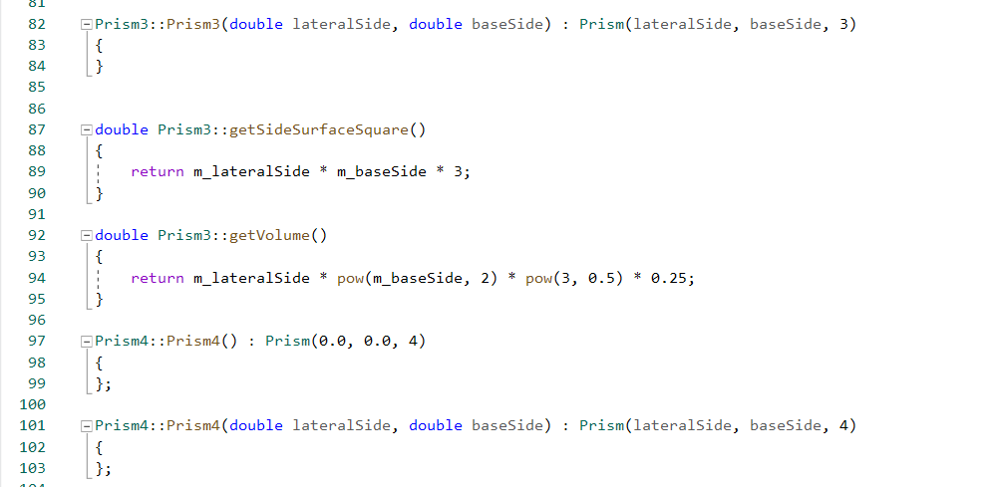 81
82 Prism3::Prism3(double lateralSide, double baseSide) : Prism(lateralSide, baseSide, 3)
83 {
84 }
85
86
87 double Prism3::getSideSurfaceSquare()
88 {
89 return m_lateralSide * m_baseSide * 3;
90 }
91
92 double Prism3::getVolume()
93 {
94 return m_lateralSide * pow(m_baseSide, 2) * pow(3, 0.5) * 0.25;
95 }
96
97 Prism4::Prism4() : Prism(0.0, 0.0, 4)
98 {
99 };
100
101 Prism4::Prism4(double lateralSide, double baseSide) : Prism(lateralSide, baseSide, 4)
102 {
103 };
104